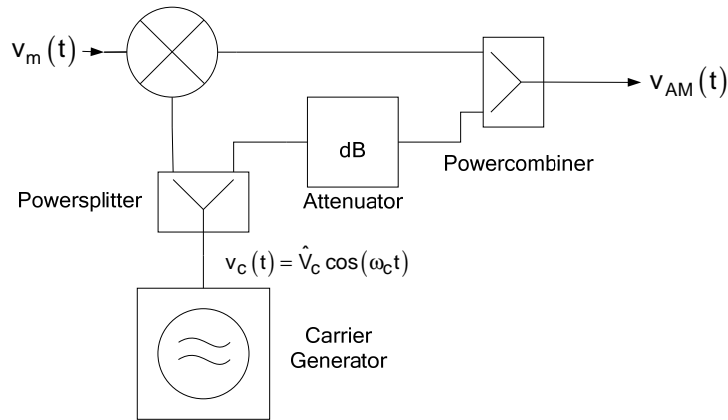 v_m(t)
v_AM(t)
dB
Powercombiner
Powersplitter
Attenuator
v_c(t) = V̂_c cos(ω_c t)
Carrier
Generator